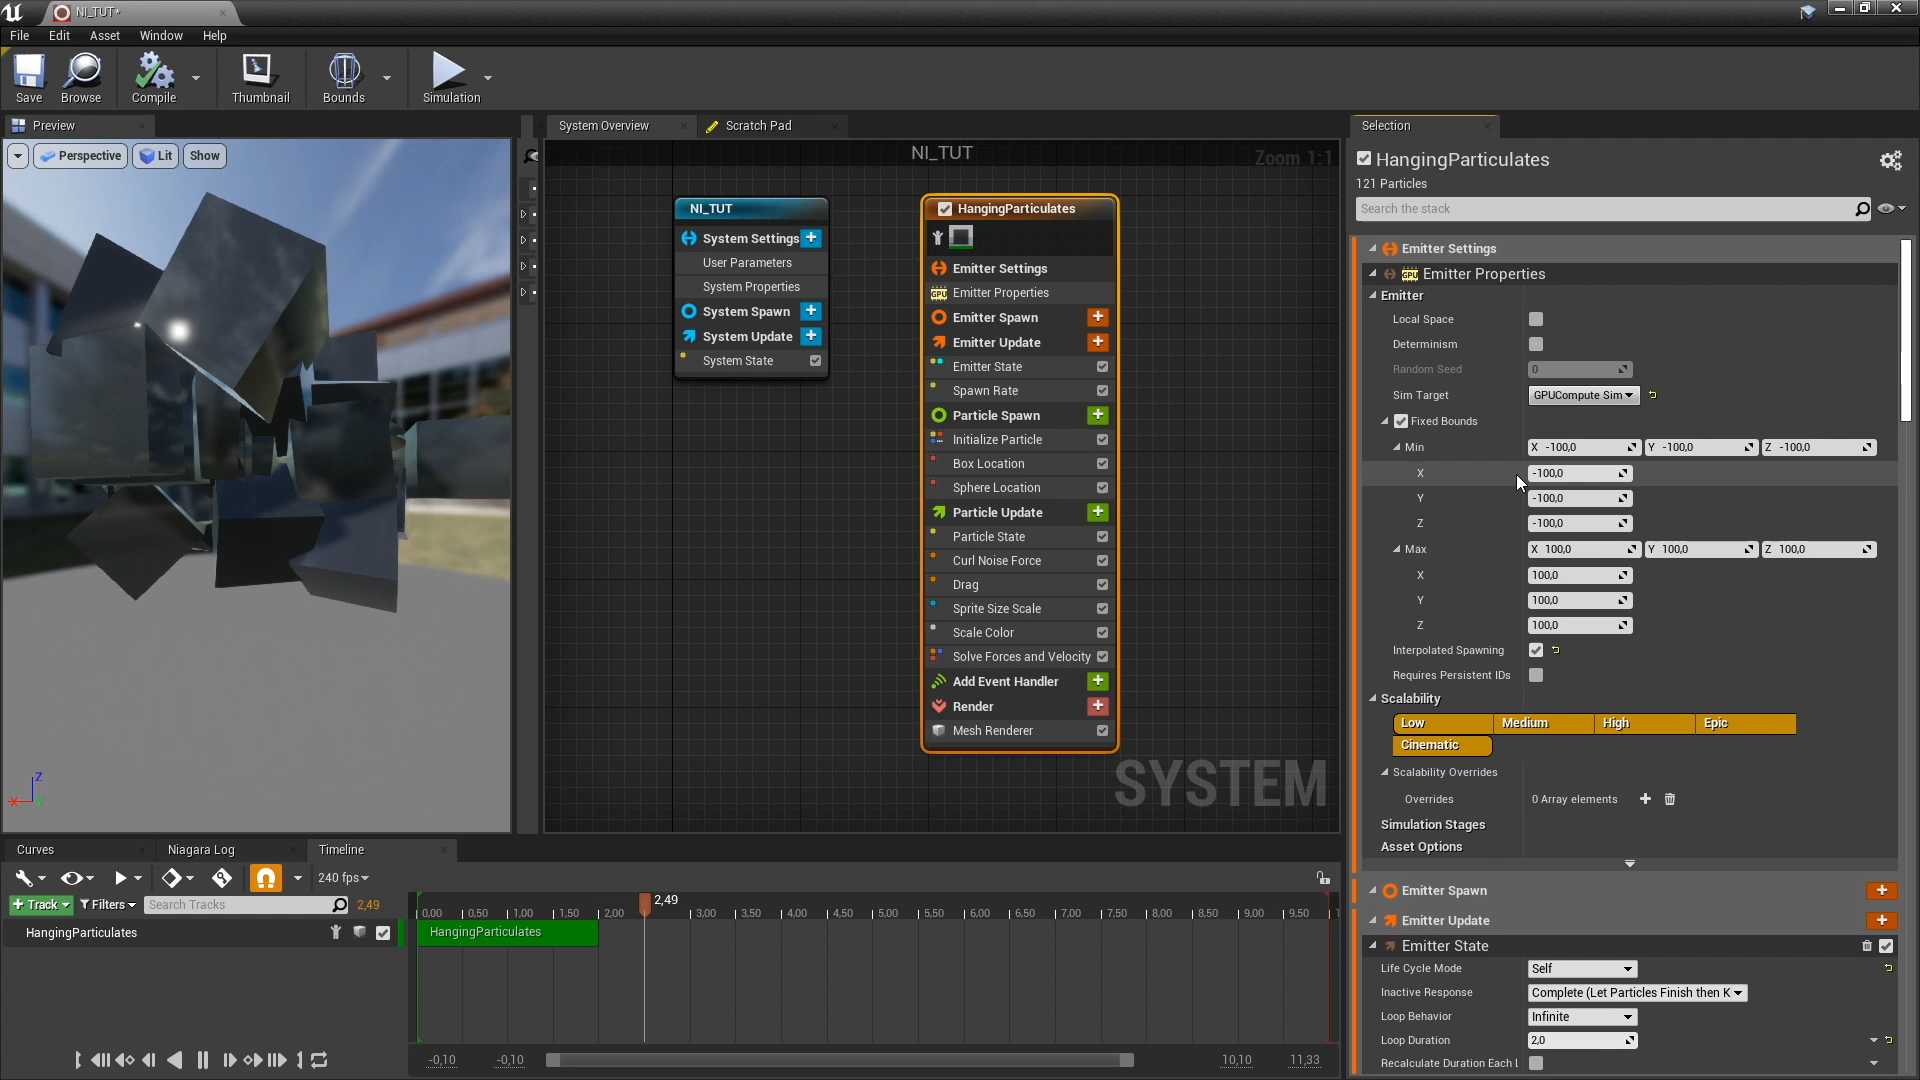 NI_TUT*
File Edit Asset Window Help
Save Browse Compile Thumbnail Bounds Simulation
Preview
Perspective Lit Show
Z
X
Y
System Overview Scratch Pad
NI_TUT
Zoom 1:1
NI_TUT
System Settings
User Parameters
System Properties
System Spawn
System Update
System State
HangingParticulates
Emitter Settings
GPU Emitter Properties
Emitter Spawn
Emitter Update
Emitter State
Spawn Rate
Particle Spawn
Initialize Particle
Box Location
Sphere Location
Particle Update
Particle State
Curl Noise Force
Drag
Sprite Size Scale
Scale Color
Solve Forces and Velocity
Add Event Handler
Render
Mesh Renderer
SYSTEM
Selection
HangingParticulates
121 Particles
Search the stack
Emitter Settings
GPU Emitter Properties
Emitter
Local Space
Determinism
Random Seed 0
Sim Target GPUCompute Sim
Fixed Bounds
Min X -100,0 Y -100,0 Z -100,0
X -100,0
Y -100,0
Z -100,0
Max X 100,0 Y 100,0 Z 100,0
X 100,0
Y 100,0
Z 100,0
Interpolated Spawning
Requires Persistent IDs
Scalability
Low Medium High Epic
Cinematic
Scalability Overrides
Overrides 0 Array elements
Simulation Stages
Asset Options
Emitter Spawn
Emitter Update
Emitter State
Life Cycle Mode Self
Inactive Response Complete (Let Particles Finish then K
Loop Behavior Infinite
Loop Duration 2,0
Recalculate Duration Each L
Curves Niagara Log Timeline
240 fps
+ Track Filters Search Tracks 2,49
HangingParticulates
2,49
0,00 0,50 1,00 1,50 2,00 3,00 3,50 4,00 4,50 5,00 5,50 6,00 6,50 7,00 7,50 8,00 8,50 9,00 9,50 1
HangingParticulates
-0,10 -0,10 10,10 11,33